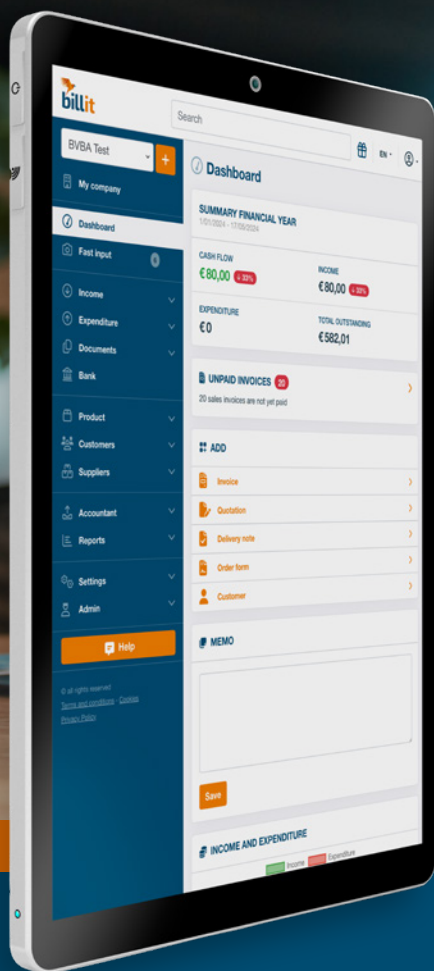 billit
Search
EN
BVBA Test
+
My company
Dashboard
Fast input
Income
Expenditure
Documents
Bank
Product
Customers
Suppliers
Accountant
Reports
Settings
Admin
Help
© all rights reserved
Terms and conditions - Cookies
Privacy Policy
Dashboard
SUMMARY FINANCIAL YEAR
1/01/2024 - 17/06/2024
CASH FLOW
€ 80,00 ↓ 33%
INCOME
€ 80,00 ↓ 33%
EXPENDITURE
€ 0
TOTAL OUTSTANDING
€ 582,01
UNPAID INVOICES 20
20 sales invoices are not yet paid
ADD
Invoice
Quotation
Delivery note
Order form
Customer
MEMO
Save
INCOME AND EXPENDITURE
Income Expenditure